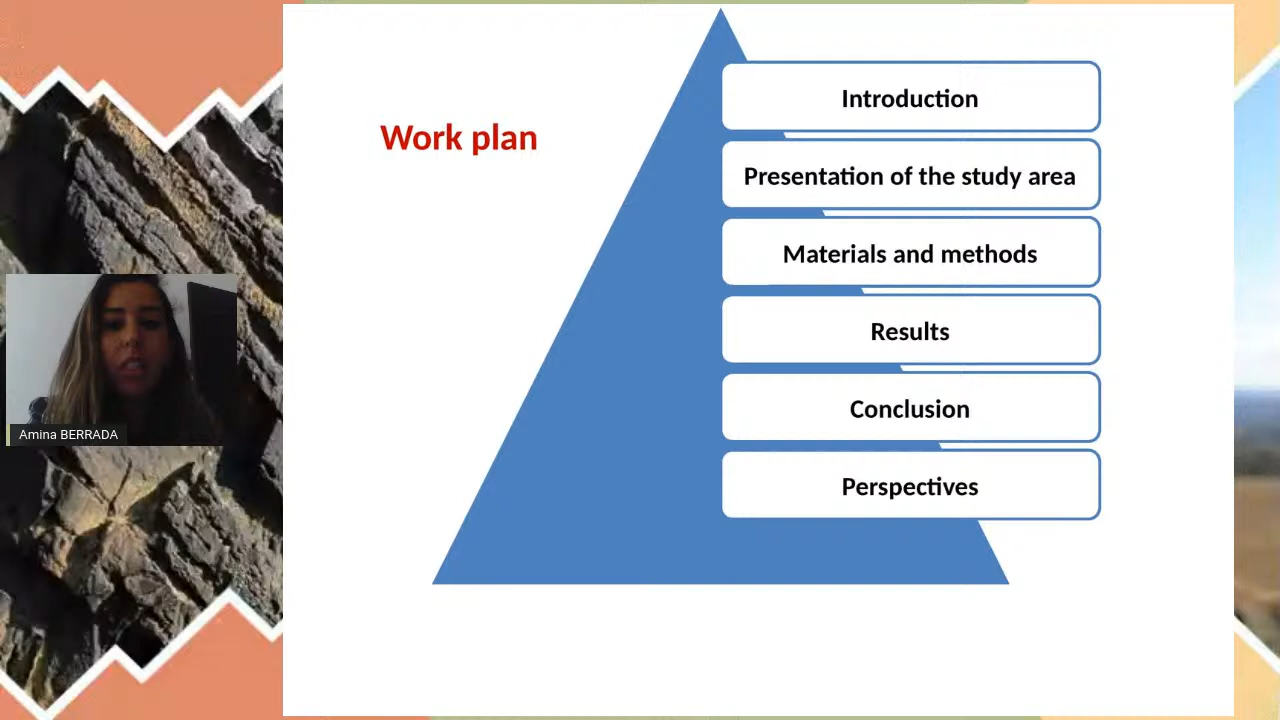 Work plan
Introduction
Presentation of the study area
Materials and methods
Results
Conclusion
Perspectives
Amina BERRADA